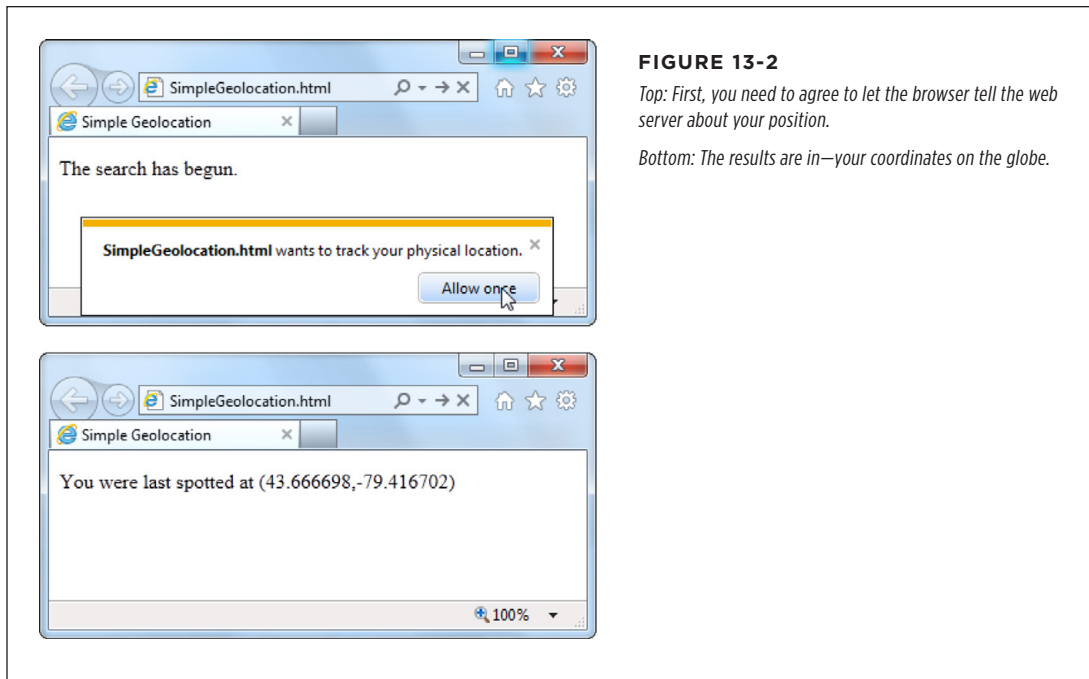 SimpleGeolocation.html
Simple Geolocation
The search has begun.
SimpleGeolocation.html wants to track your physical location.
Allow once
SimpleGeolocation.html
Simple Geolocation
You were last spotted at (43.666698,-79.416702)
100%
FIGURE 13-2
Top: First, you need to agree to let the browser tell the web
server about your position.
Bottom: The results are in—your coordinates on the globe.